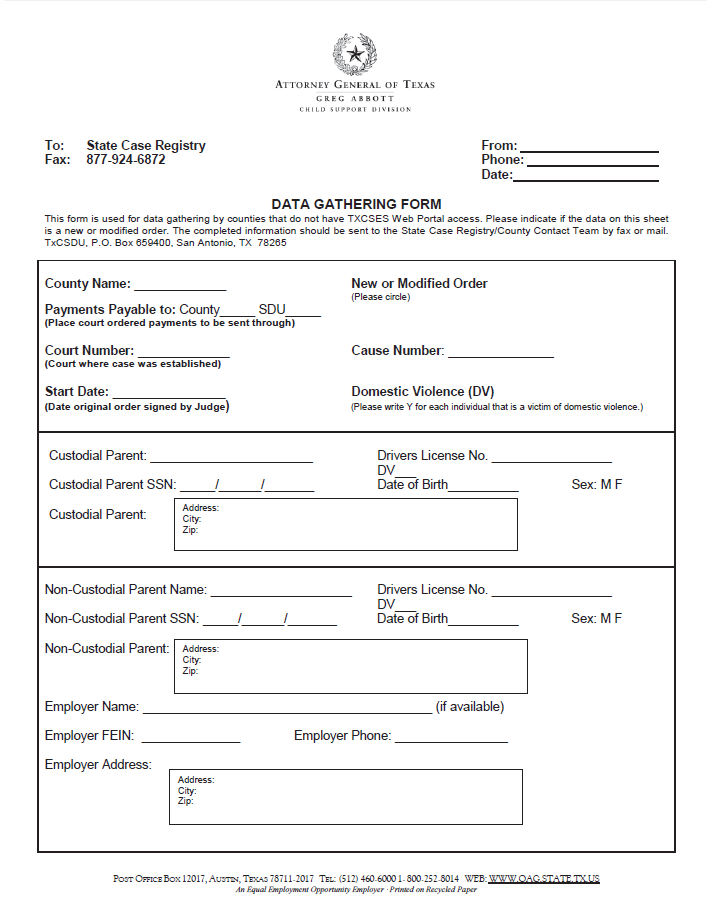 ATTORNEY GENERAL OF TEXAS
GREG ABBOTT
CHILD SUPPORT DIVISION
To: State Case Registry From: ____________________
Fax: 877-924-6872 Phone: ___________________
Date:_____________________
DATA GATHERING FORM
This form is used for data gathering by counties that do not have TXCSES Web Portal access. Please indicate if the data on this sheet
is a new or modified order. The completed information should be sent to the State Case Registry/County Contact Team by fax or mail.
TxCSDU, P.O. Box 659400, San Antonio, TX 78265
County Name: _____________ New or Modified Order
(Please circle)
Payments Payable to: County_____ SDU_____
(Place court ordered payments to be sent through)
Court Number: _____________ Cause Number: _______________
(Court where case was established)
Start Date: ________________ Domestic Violence (DV)
(Date original order signed by Judge) (Please write Y for each individual that is a victim of domestic violence.)
Custodial Parent: _______________________ Drivers License No. _________________
DV___
Custodial Parent SSN: _____/______/_______ Date of Birth__________ Sex: M F
Custodial Parent: Address:
City:
Zip:
Non-Custodial Parent Name: ____________________ Drivers License No. _________________
DV___
Non-Custodial Parent SSN: _____/______/_______ Date of Birth__________ Sex: M F
Non-Custodial Parent: Address:
City:
Zip:
Employer Name: _________________________________________ (if available)
Employer FEIN: ______________ Employer Phone: ________________
Employer Address:
Address:
City:
Zip:
POST OFFICE BOX 12017, AUSTIN, TEXAS 78711-2017 TEL: (512) 460-6000 1-800-252-8014 WEB: WWW.OAG.STATE.TX.US
An Equal Employment Opportunity Employer · Printed on Recycled Paper